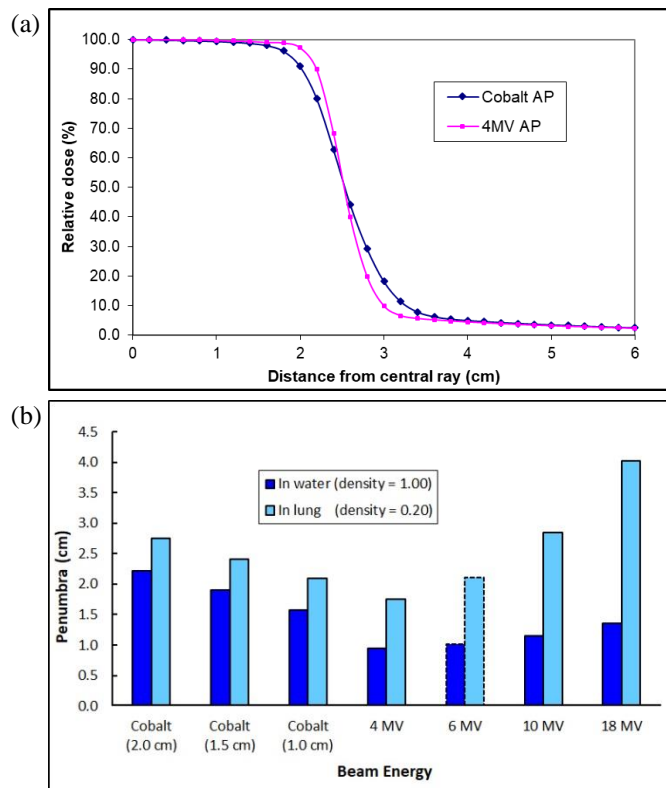 (a)
100.0
90.0
80.0
70.0
60.0
50.0
40.0
30.0
20.0
10.0
0.0
Relative dose (%)
Cobalt AP
4MV AP
0 1 2 3 4 5 6
Distance from central ray (cm)
(b)
4.5
4.0
3.5
3.0
2.5
2.0
1.5
1.0
0.5
0.0
Penumbra (cm)
In water (density = 1.00)
In lung (density = 0.20)
Cobalt Cobalt Cobalt 4 MV 6 MV 10 MV 18 MV
(2.0 cm) (1.5 cm) (1.0 cm)
Beam Energy